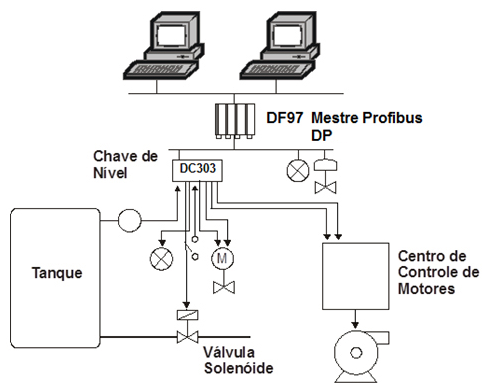 DF97 Mestre Profibus
DP
Chave de
Nível
DC303
Tanque
M
Centro de
Controle de
Motores
Válvula
Solenóide